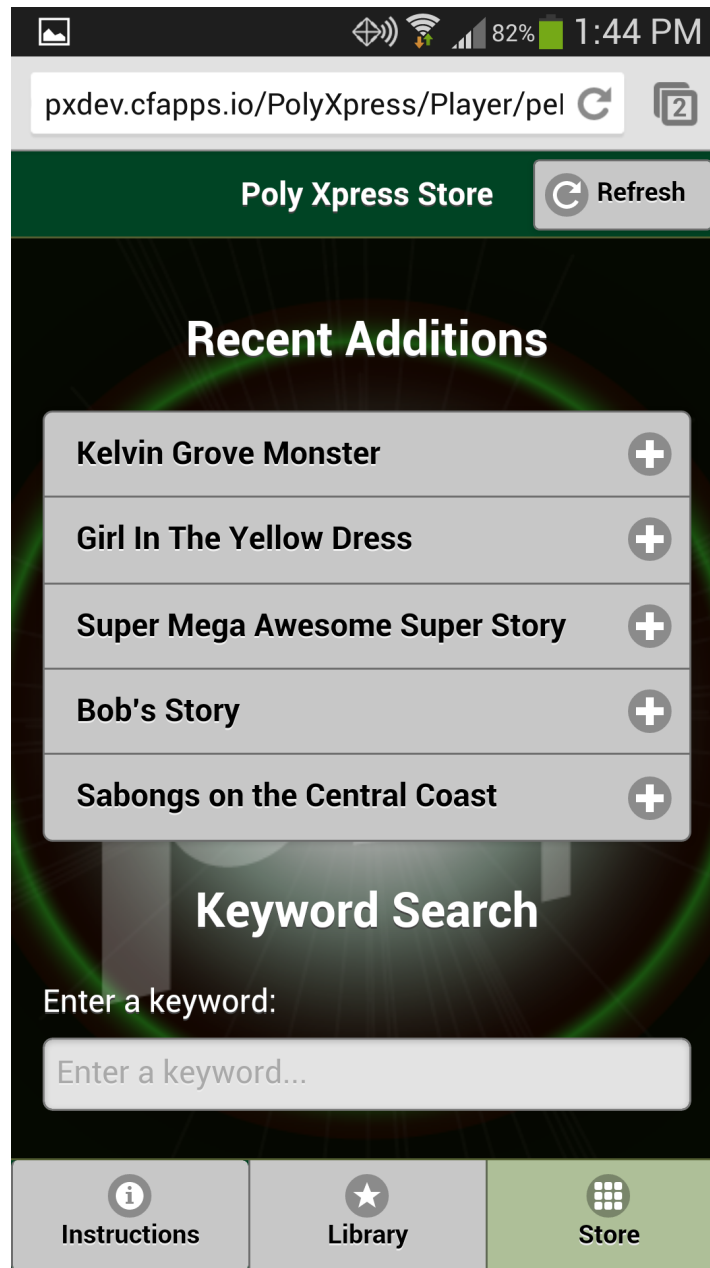 82% 1:44 PM
pxdev.cfapps.io/PolyXpress/Player/pel
2
Poly Xpress Store
Refresh
Recent Additions
Kelvin Grove Monster
Girl In The Yellow Dress
Super Mega Awesome Super Story
Bob's Story
Sabongs on the Central Coast
Keyword Search
Enter a keyword:
Enter a keyword...
Instructions
Library
Store